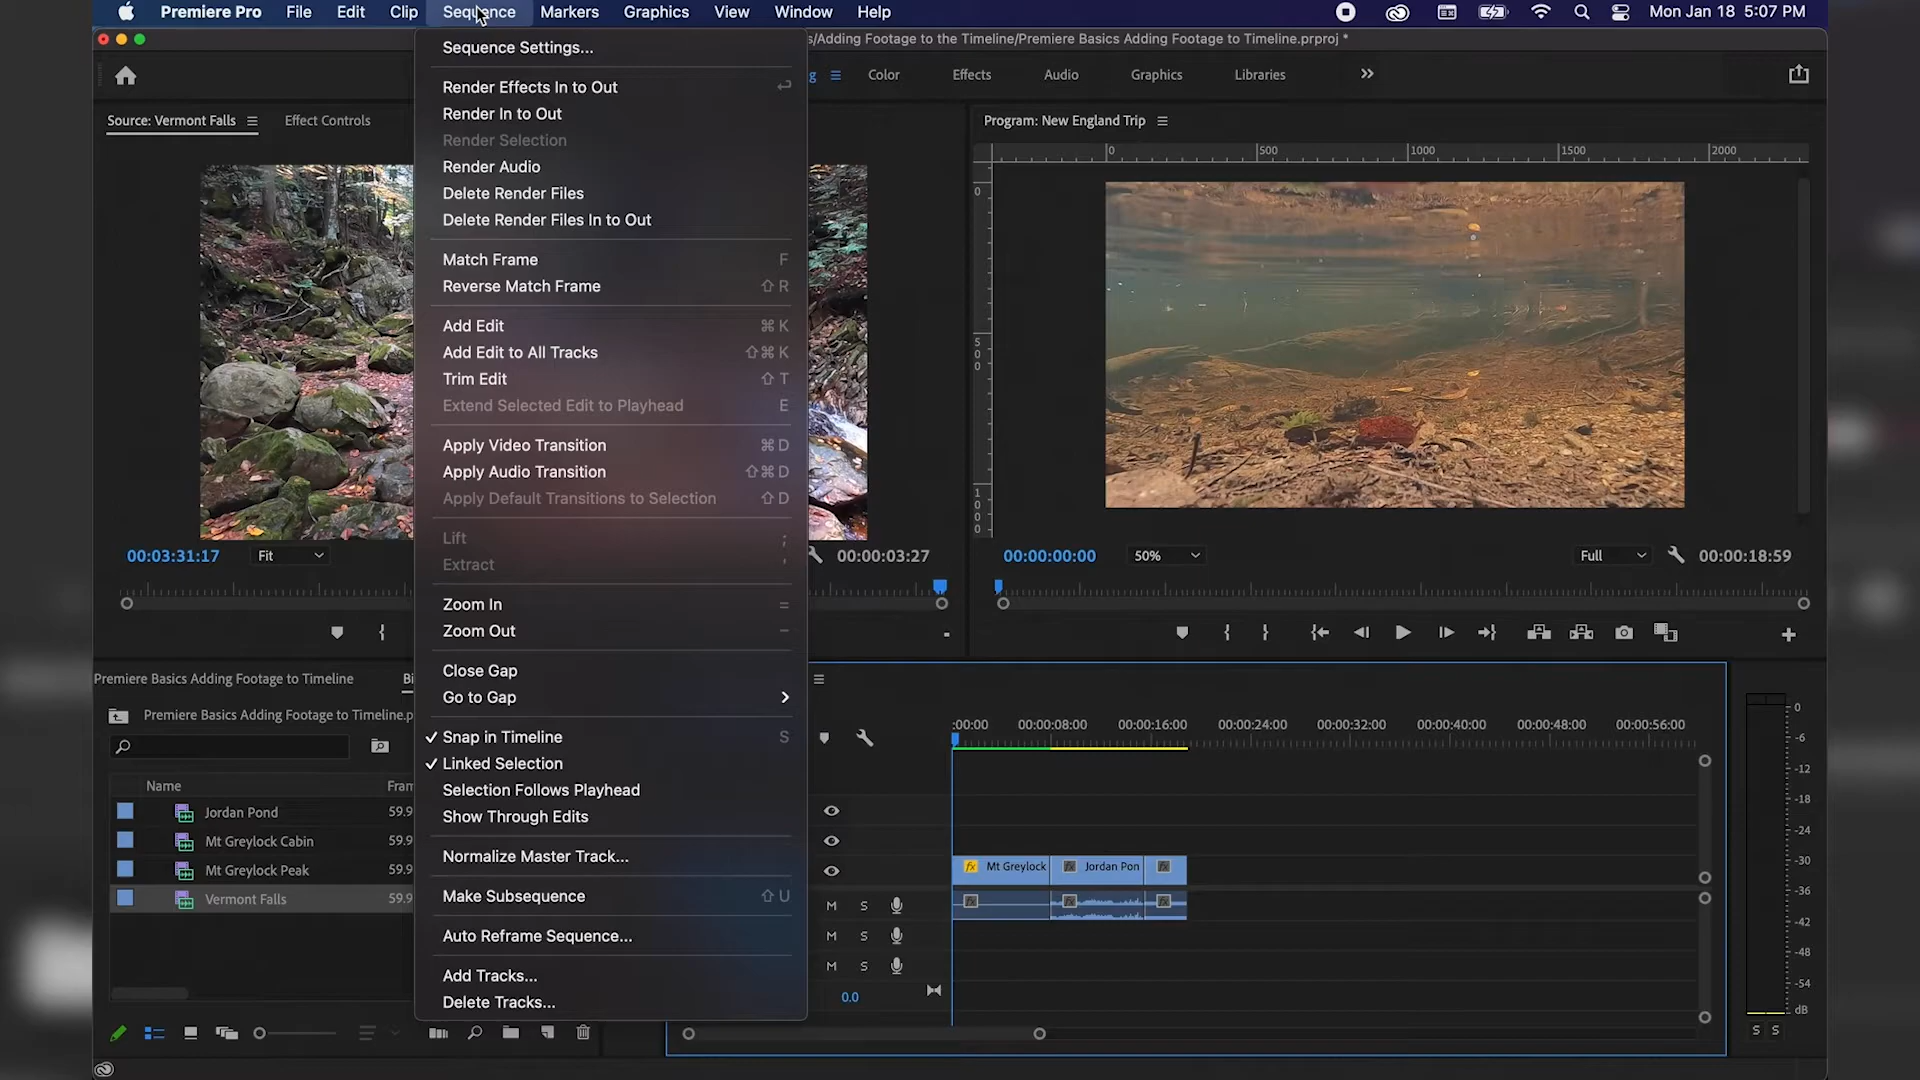 Premiere Pro File Edit Clip Sequence Markers Graphics View Window Help Mon Jan 18 5:07 PM
s/Adding Footage to the Timeline/Premiere Basics Adding Footage to Timeline.prproj *
g Color Effects Audio Graphics Libraries
Source: Vermont Falls Effect Controls
Program: New England Trip
0 500 1000 1500 2000
0
500
1000
Sequence Settings...
Render Effects In to Out
Render In to Out
Render Selection
Render Audio
Delete Render Files
Delete Render Files In to Out
Match Frame F
Reverse Match Frame ⇧ R
Add Edit ⌘ K
Add Edit to All Tracks ⇧⌘ K
Trim Edit ⇧ T
Extend Selected Edit to Playhead E
Apply Video Transition ⌘ D
Apply Audio Transition ⇧⌘ D
Apply Default Transitions to Selection ⇧ D
Lift ;
Extract '
Zoom In =
Zoom Out -
Close Gap
Go to Gap
✓ Snap in Timeline S
✓ Linked Selection
Selection Follows Playhead
Show Through Edits
Normalize Master Track...
Make Subsequence ⇧ U
Auto Reframe Sequence...
Add Tracks...
Delete Tracks...
00:03:31:17 Fit 00:00:03:27
00:00:00:00 50% Full 00:00:18:59
Premiere Basics Adding Footage to Timeline Bi
Premiere Basics Adding Footage to Timeline.p
Name Fram
Jordan Pond 59.9
Mt Greylock Cabin 59.9
Mt Greylock Peak 59.9
Vermont Falls 59.9
:00:00 00:00:08:00 00:00:16:00 00:00:24:00 00:00:32:00 00:00:40:00 00:00:48:00 00:00:56:00
fx Mt Greylock fx Jordan Pon fx
fx fx fx
M S
M S
M S
0.0
0
-6
-12
-18
-24
-30
-36
-42
-48
-54
dB
S S